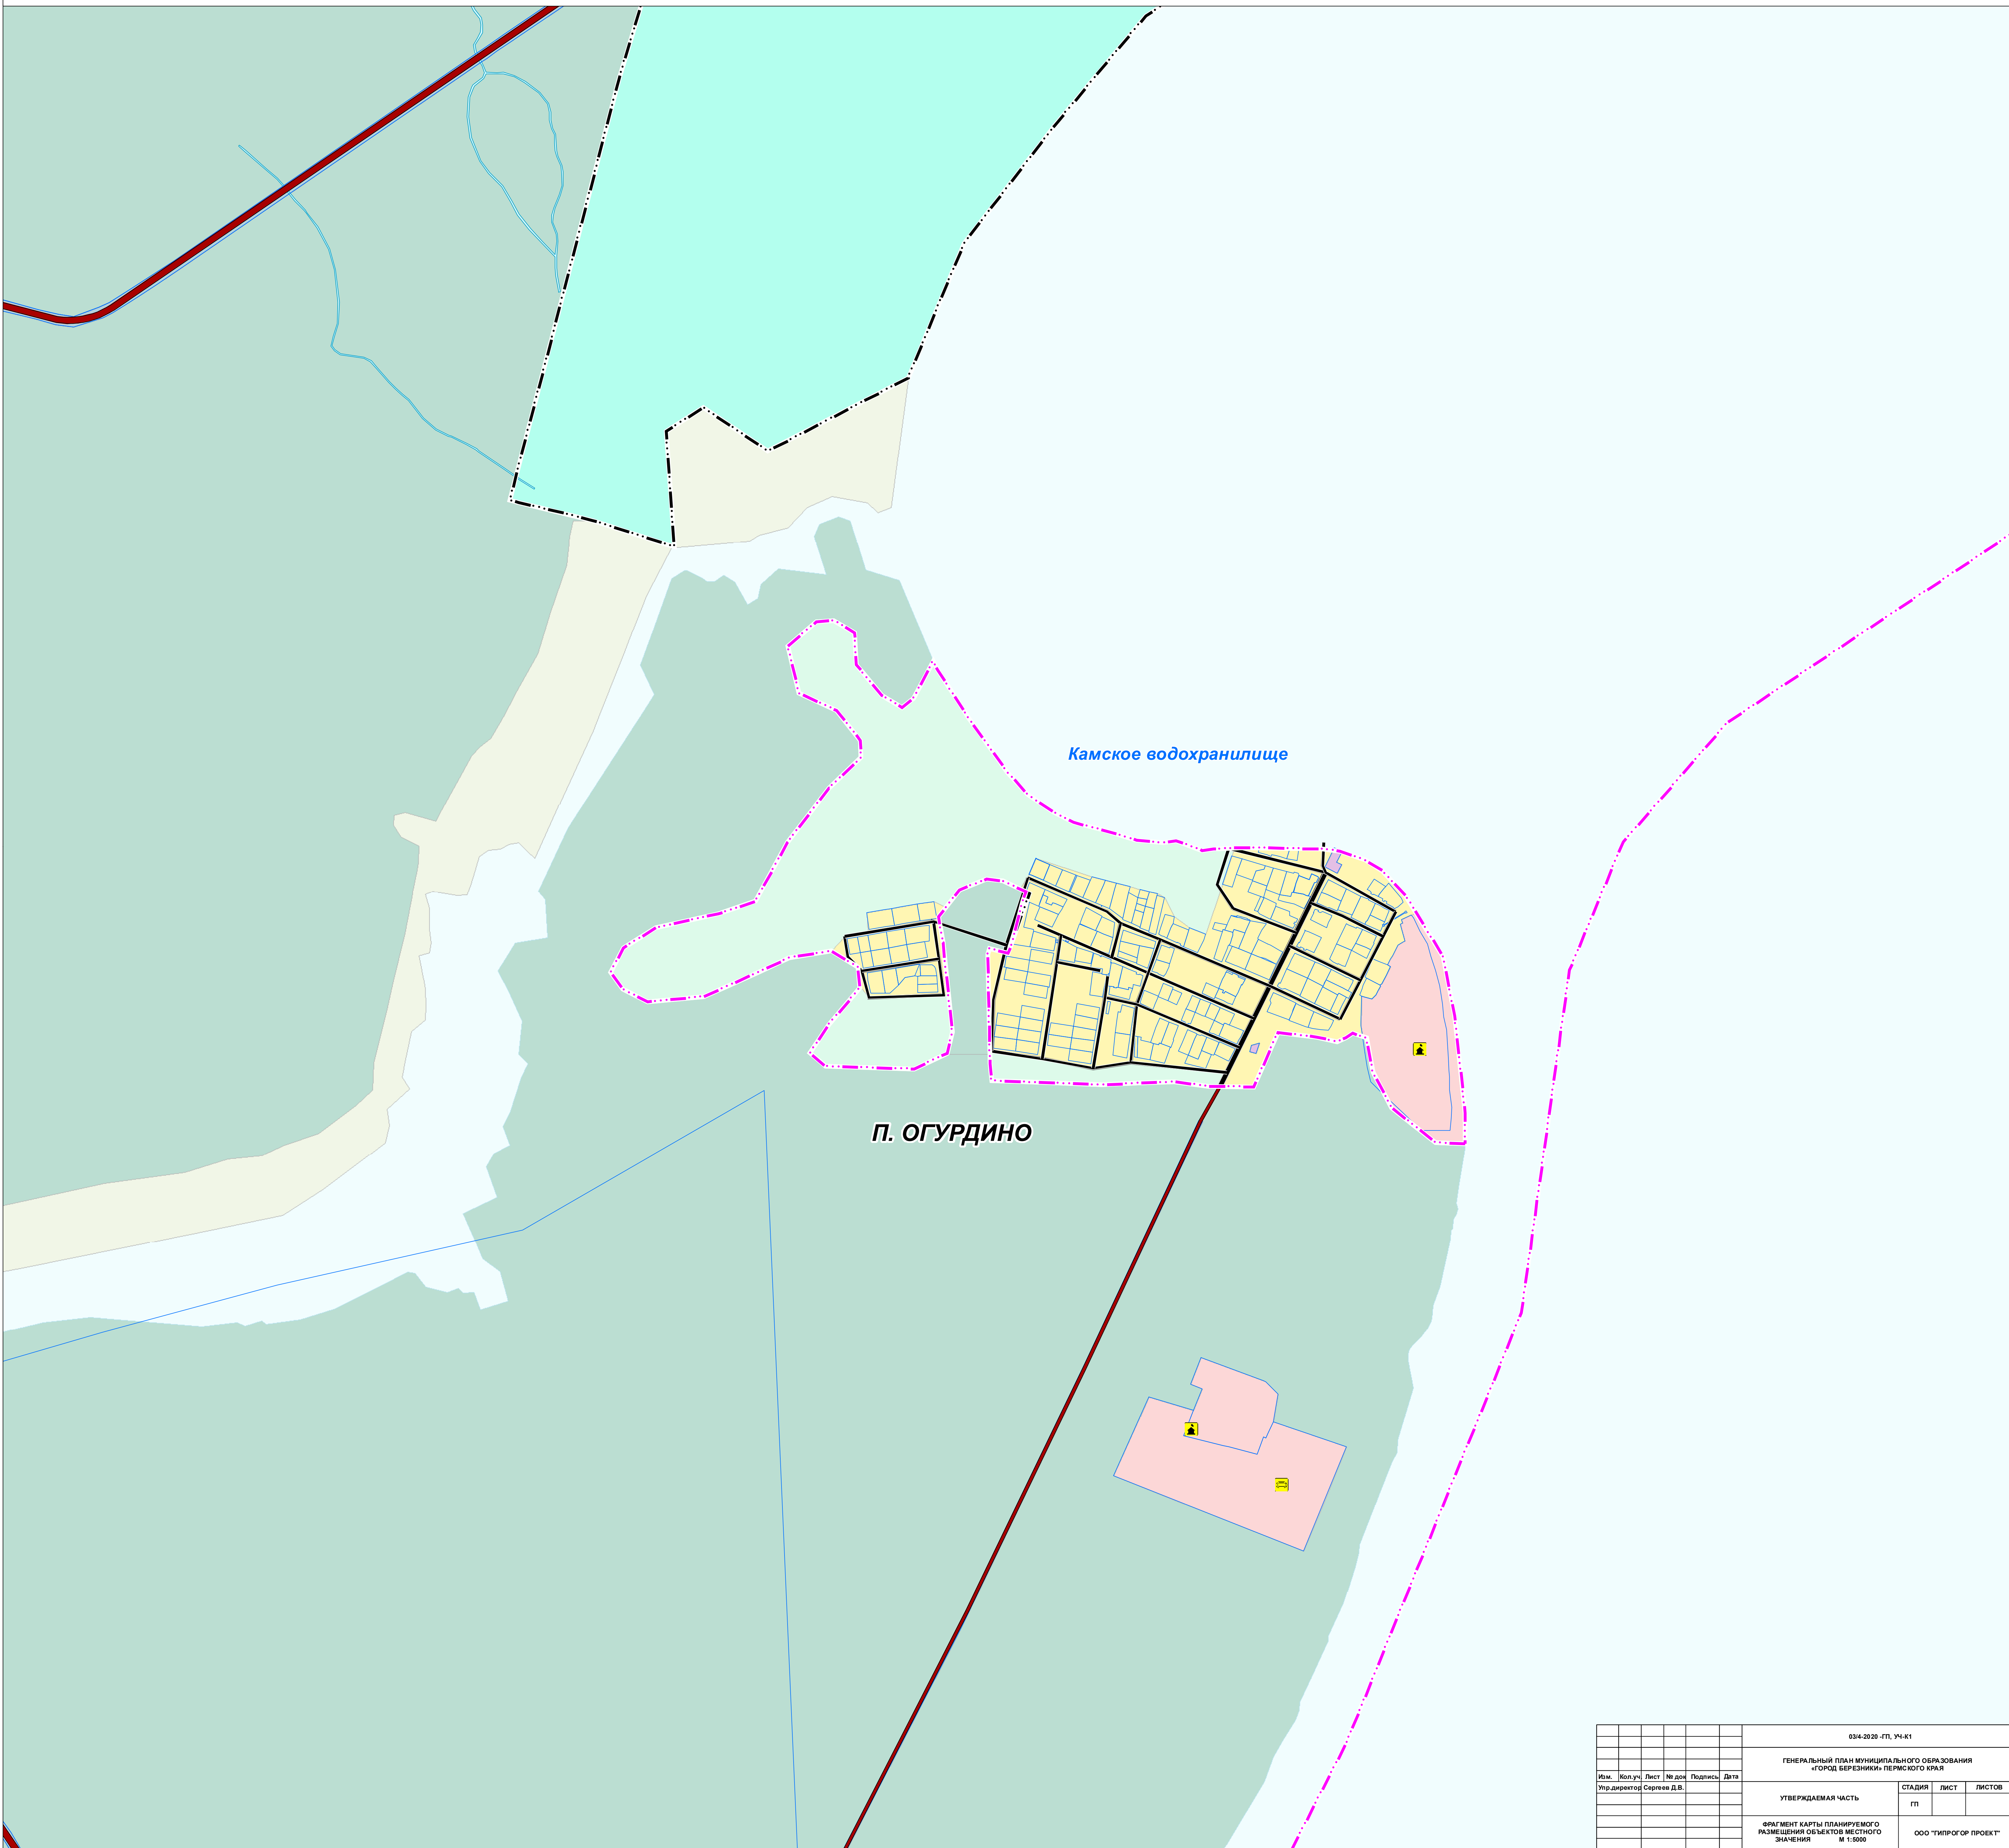 Камское водохранилище
П. ОГУРДИНО
03/4-2020 -ГП, УЧ-К1
ГЕНЕРАЛЬНЫЙ ПЛАН МУНИЦИПАЛЬНОГО ОБРАЗОВАНИЯ
«ГОРОД БЕРЕЗНИКИ» ПЕРМСКОГО КРАЯ
Изм. Кол.уч Лист № док Подпись Дата
Упр.директор Сергеев Д.В.
УТВЕРЖДАЕМАЯ ЧАСТЬ
СТАДИЯ ЛИСТ ЛИСТОВ
ГП
ФРАГМЕНТ КАРТЫ ПЛАНИРУЕМОГО
РАЗМЕЩЕНИЯ ОБЪЕКТОВ МЕСТНОГО
ЗНАЧЕНИЯ М 1:5000
ООО "ГИПРОГОР ПРОЕКТ"